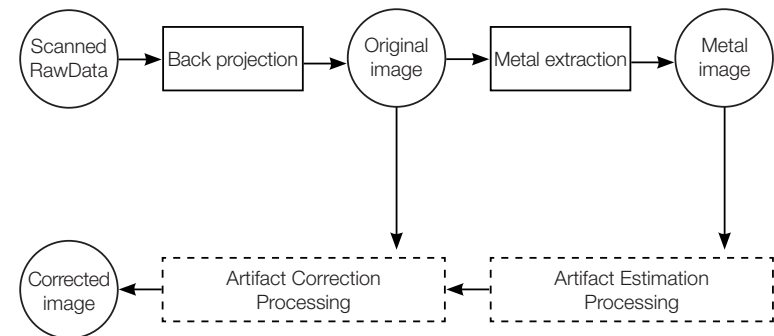 Scanned
RawData
Back projection
Original
image
Metal extraction
Metal
image
Corrected
image
Artifact Correction
Processing
Artifact Estimation
Processing